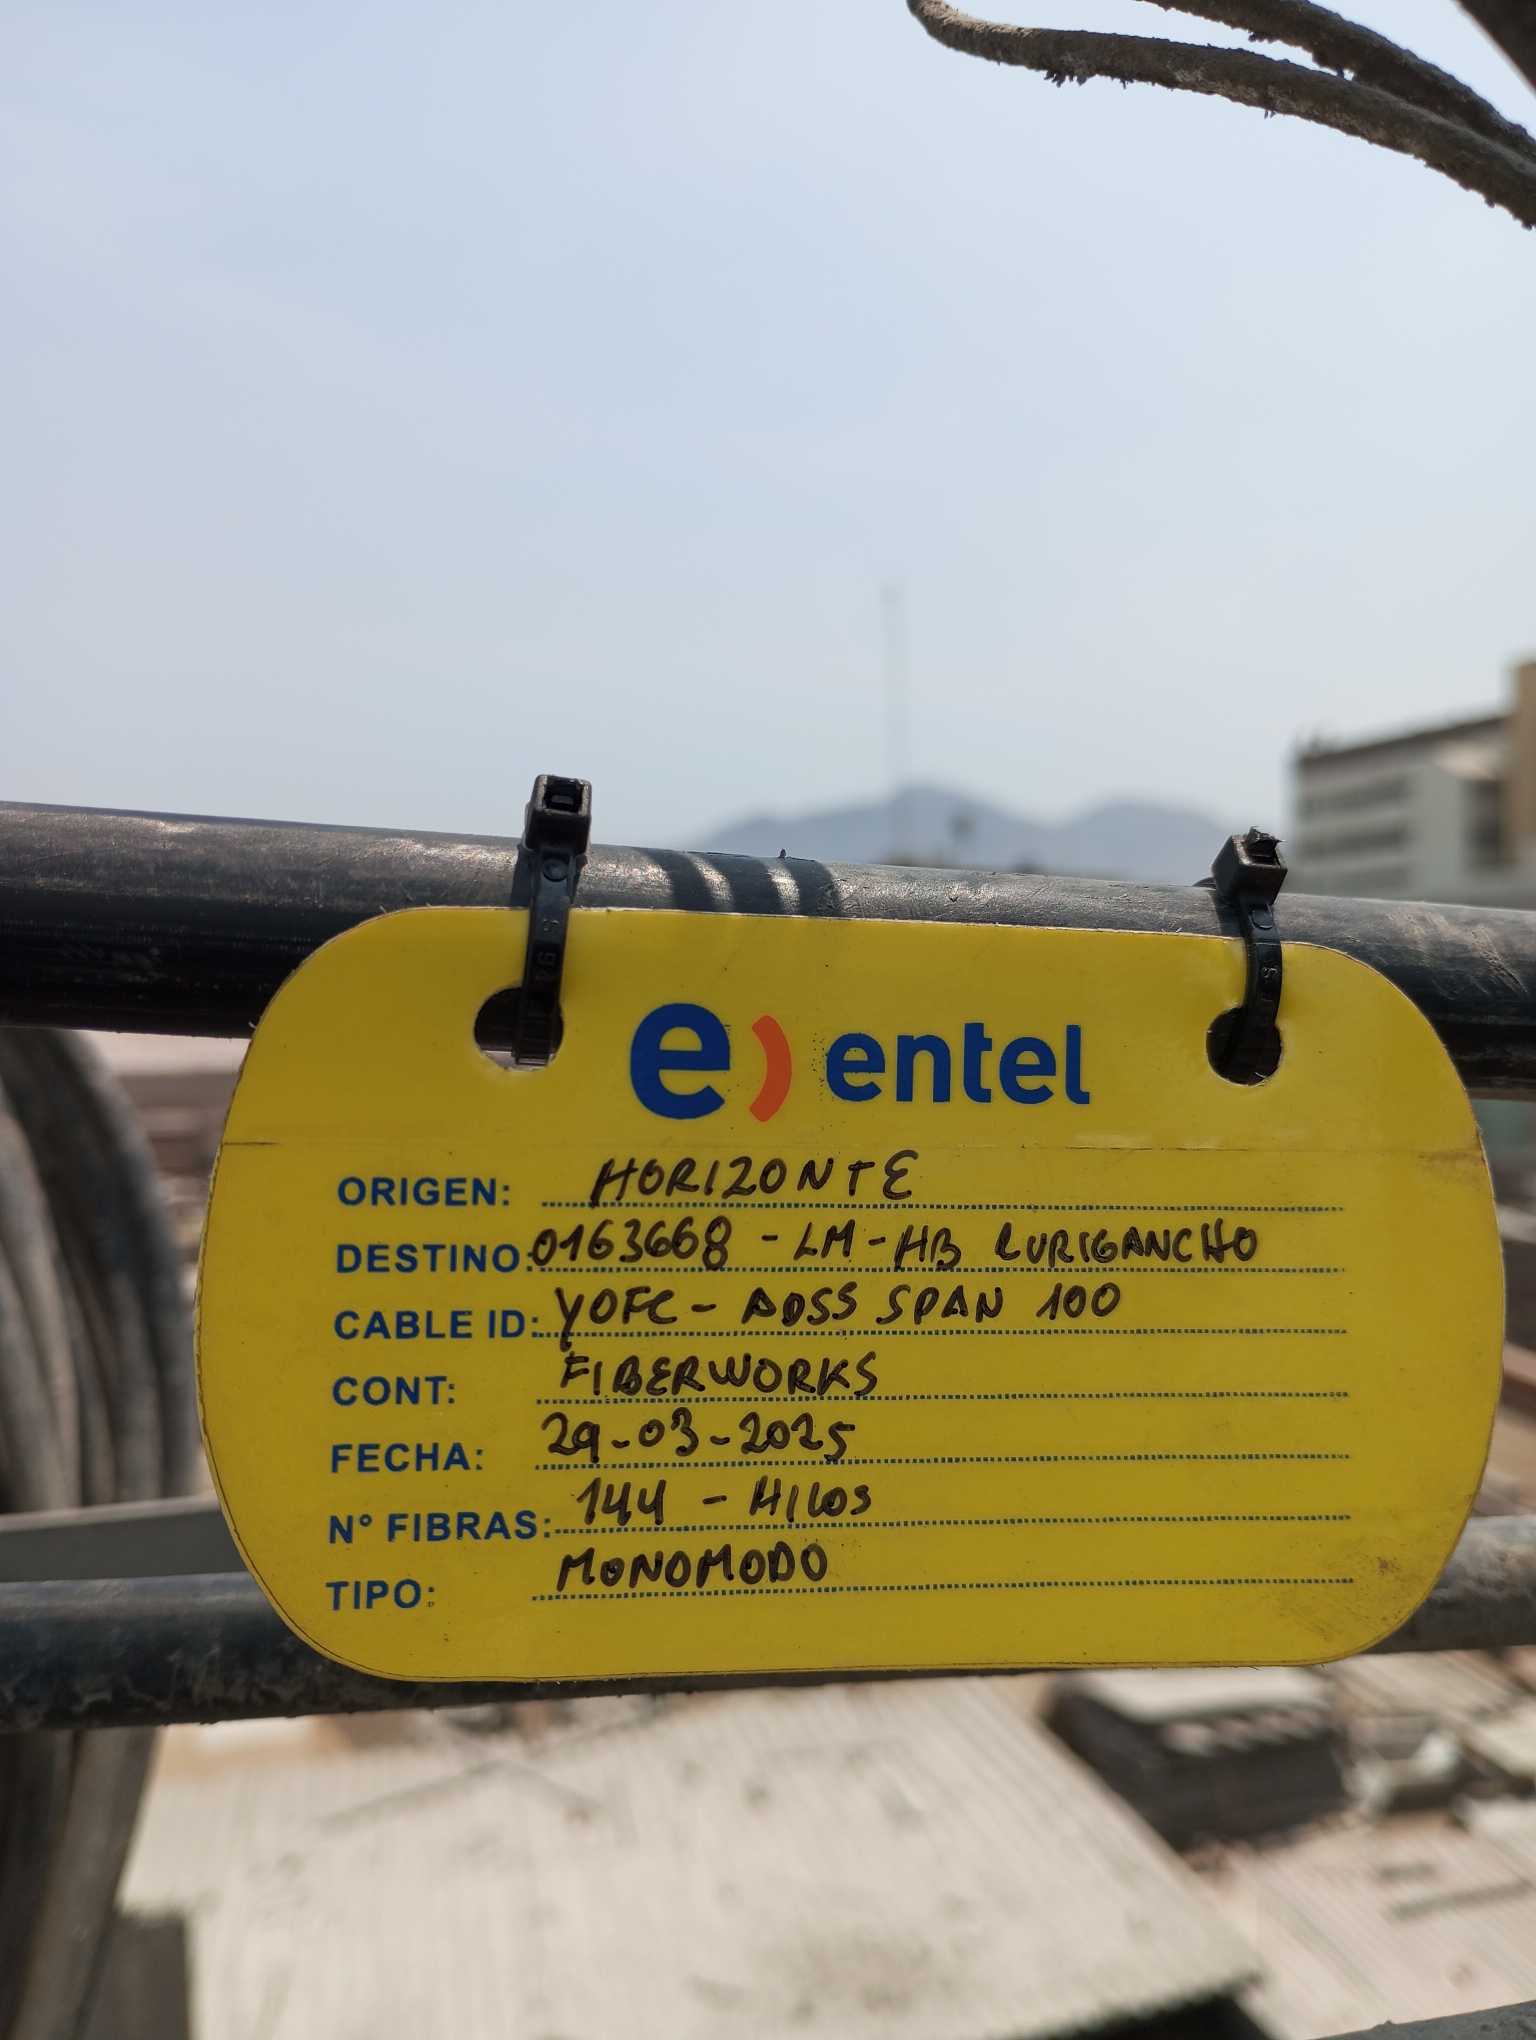 e) entel
ORIGEN: HORIZONTE
DESTINO: 0163668 - LM - HB LURIGANCHO
CABLE ID: YOFC - ADSS SPAN 100
CONT: FIBERWORKS
FECHA: 29-03-2025
N° FIBRAS: 144 - HILOS
TIPO: MONOMODO